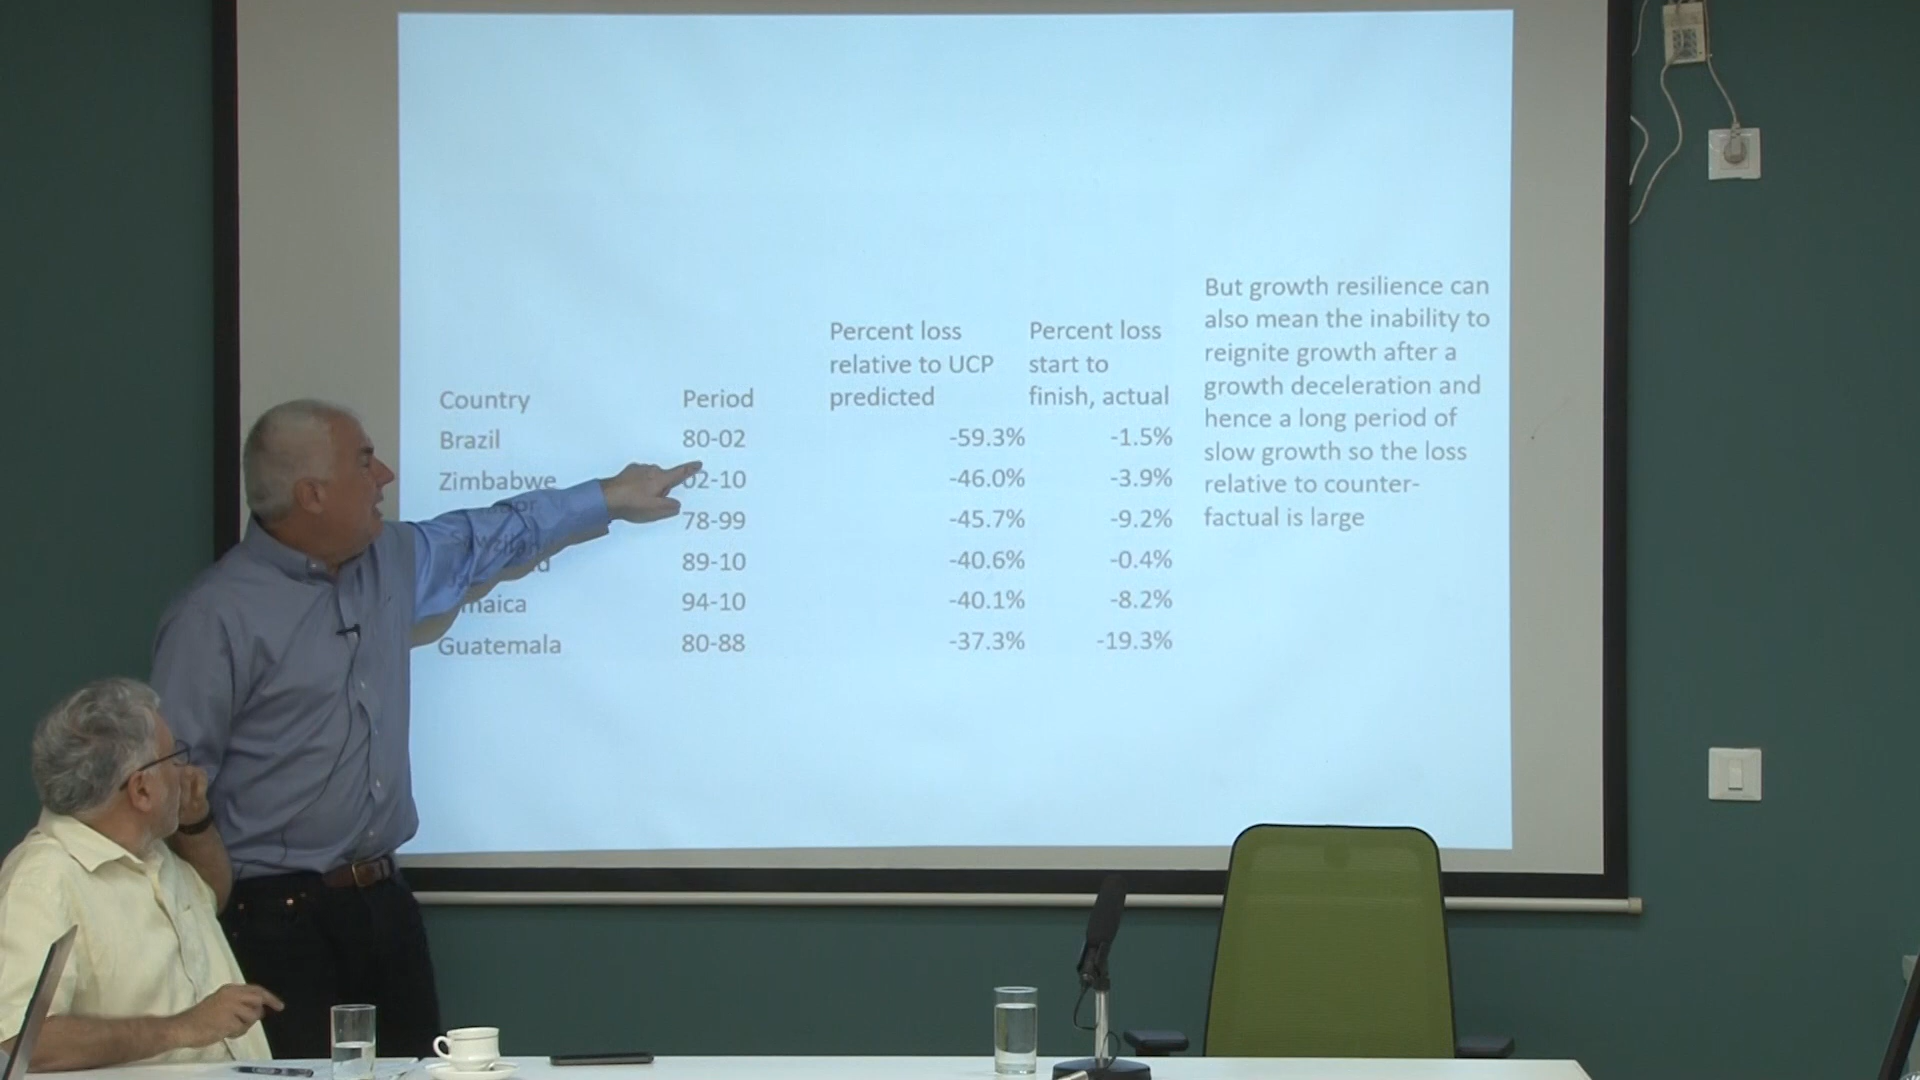 Country Period Percent loss relative to UCP predicted Percent loss start to finish, actual
Brazil 80-02 -59.3% -1.5%
Zimbabwe 02-10 -46.0% -3.9%
78-99 -45.7% -9.2%
89-10 -40.6% -0.4%
94-10 -40.1% -8.2%
Guatemala 80-88 -37.3% -19.3%
But growth resilience can
also mean the inability to
reignite growth after a
growth deceleration and
hence a long period of
slow growth so the loss
relative to counter-
factual is large